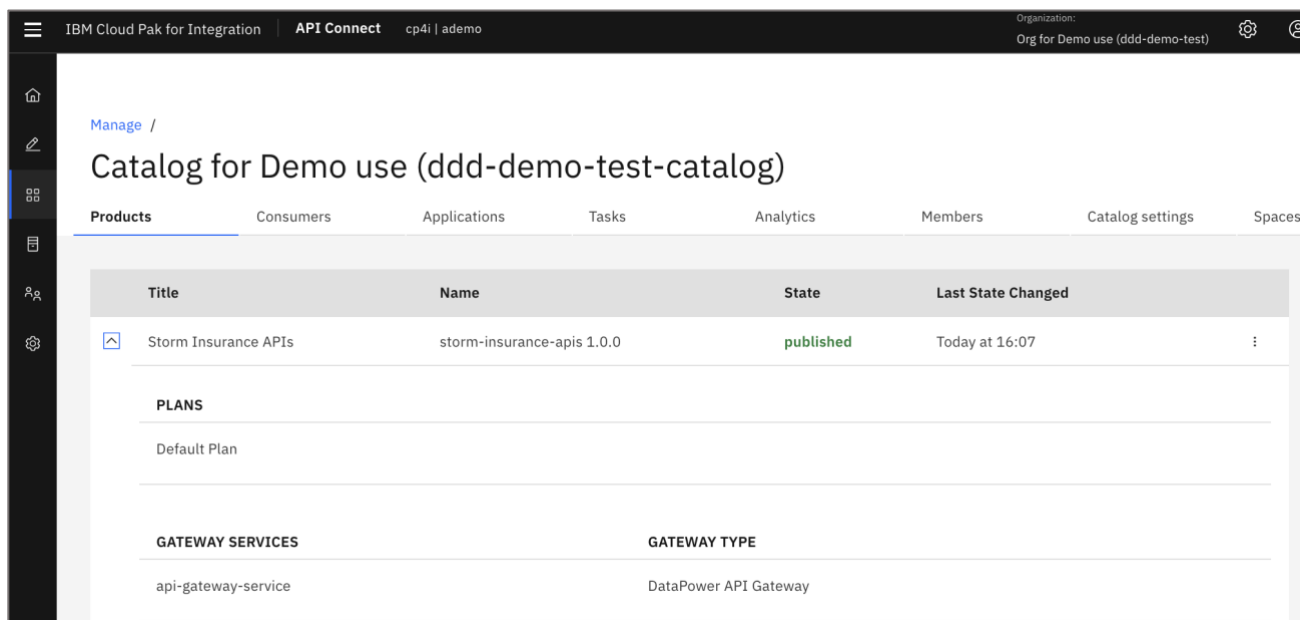 Organization:
IBM Cloud Pak for Integration API Connect cp4i | ademo
Org for Demo use (ddd-demo-test)
Manage /
Catalog for Demo use (ddd-demo-test-catalog)
Products Consumers Applications Tasks Analytics Members Catalog settings Spaces
Title Name State Last State Changed
Storm Insurance APIs storm-insurance-apis 1.0.0 published Today at 16:07
PLANS
Default Plan
GATEWAY SERVICES GATEWAY TYPE
api-gateway-service DataPower API Gateway